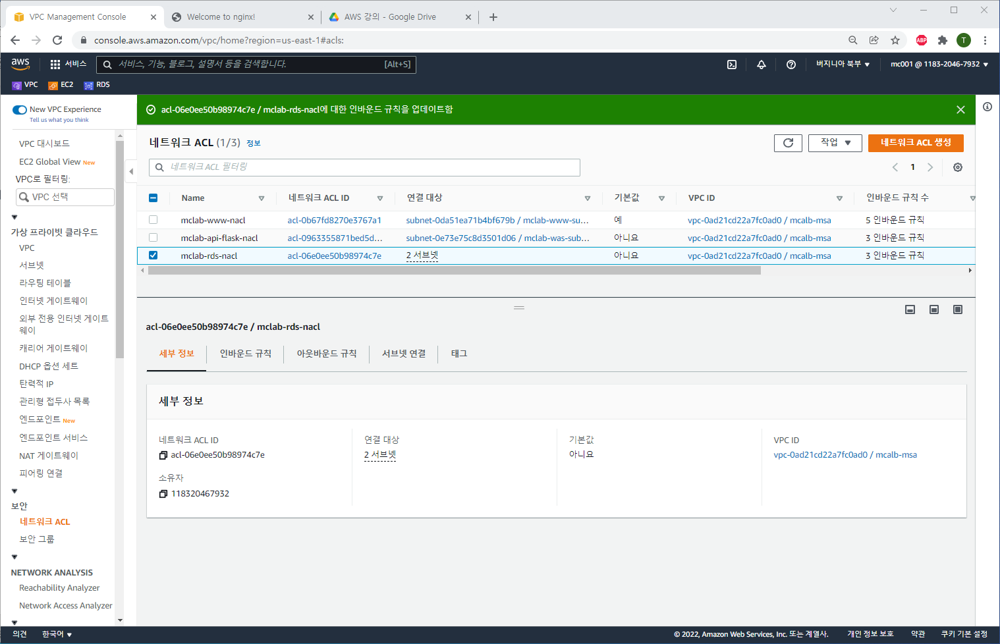 VPC Management Console
Welcome to nginx!
AWS 강의 - Google Drive
console.aws.amazon.com/vpc/home?region=us-east-1#acls:
ABP
T
aws
서비스
서비스, 기능, 블로그, 설명서 등을 검색합니다.
[Alt+S]
버지니아 북부
mc001 @ 1183-2046-7932
VPC
EC2
RDS
New VPC Experience
Tell us what you think
VPC 대시보드
EC2 Global View New
VPC로 필터링:
VPC 선택
가상 프라이빗 클라우드
VPC
서브넷
라우팅 테이블
인터넷 게이트웨이
외부 전용 인터넷 게이트
웨이
캐리어 게이트웨이
DHCP 옵션 세트
탄력적 IP
관리형 접두사 목록
엔드포인트 New
엔드포인트 서비스
NAT 게이트웨이
피어링 연결
보안
네트워크 ACL
보안 그룹
NETWORK ANALYSIS
Reachability Analyzer
Network Access Analyzer
acl-06e0ee50b98974c7e / mclab-rds-nacl에 대한 인바운드 규칙을 업데이트함
네트워크 ACL (1/3) 정보
작업
네트워크 ACL 생성
네트워크 ACL 필터링
1
Name 네트워크 ACL ID 연결 대상 기본값 VPC ID 인바운드 규칙 수
mclab-www-nacl acl-0b67fd8270e3767a1 subnet-0da51ea71b4bf679b / mclab-www-su... 예 vpc-0ad21cd22a7fc0ad0 / mcalb-msa 5 인바운드 규칙
mclab-api-flask-nacl acl-0963355871bed5d... subnet-0e73e75c8d3501d06 / mclab-was-sub... 아니요 vpc-0ad21cd22a7fc0ad0 / mcalb-msa 3 인바운드 규칙
mclab-rds-nacl acl-06e0ee50b98974c7e 2 서브넷 아니요 vpc-0ad21cd22a7fc0ad0 / mcalb-msa 3 인바운드 규칙
acl-06e0ee50b98974c7e / mclab-rds-nacl
세부 정보
인바운드 규칙
아웃바운드 규칙
서브넷 연결
태그
세부 정보
네트워크 ACL ID
acl-06e0ee50b98974c7e
소유자
118320467932
연결 대상
2 서브넷
기본값
아니요
VPC ID
vpc-0ad21cd22a7fc0ad0 / mcalb-msa
의견
한국어
© 2022, Amazon Web Services, Inc. 또는 계열사.
개인 정보 보호
약관
쿠키 기본 설정